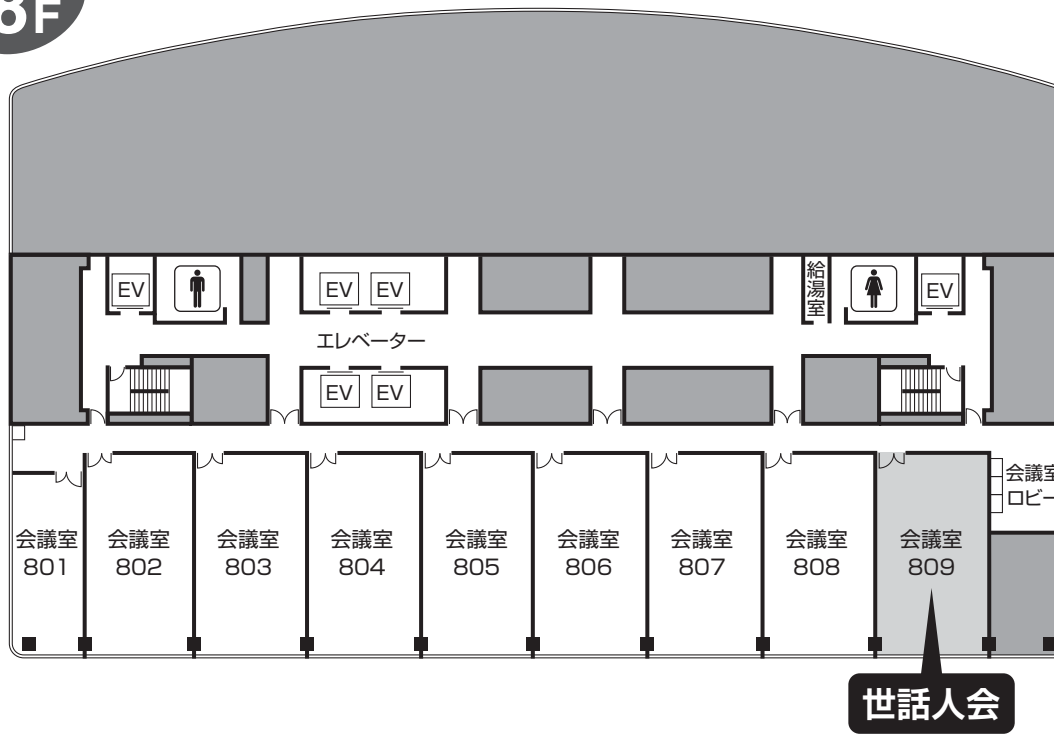 8F
EV
EV
EV
給湯室
EV
エレベーター
EV
EV
会議室
ロビー
会議室
801
会議室
802
会議室
803
会議室
804
会議室
805
会議室
806
会議室
807
会議室
808
会議室
809
世話人会